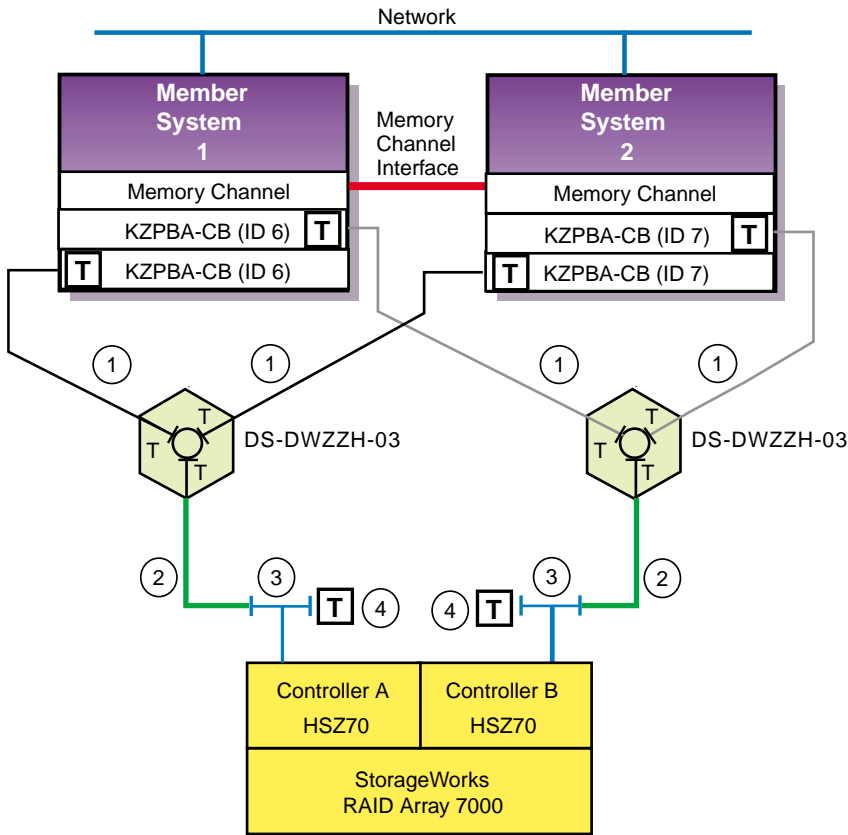 Network
Member
System
1
Memory
Channel
Interface
Member
System
2
Memory Channel
Memory Channel
KZPBA-CB (ID 6) T
KZPBA-CB (ID 7) T
T KZPBA-CB (ID 6)
T KZPBA-CB (ID 7)
1
1
1
1
T
T
T
DS-DWZZH-03
T
T
T
DS-DWZZH-03
2
3
T
4
4
T
3
2
Controller A
HSZ70
Controller B
HSZ70
StorageWorks
RAID Array 7000